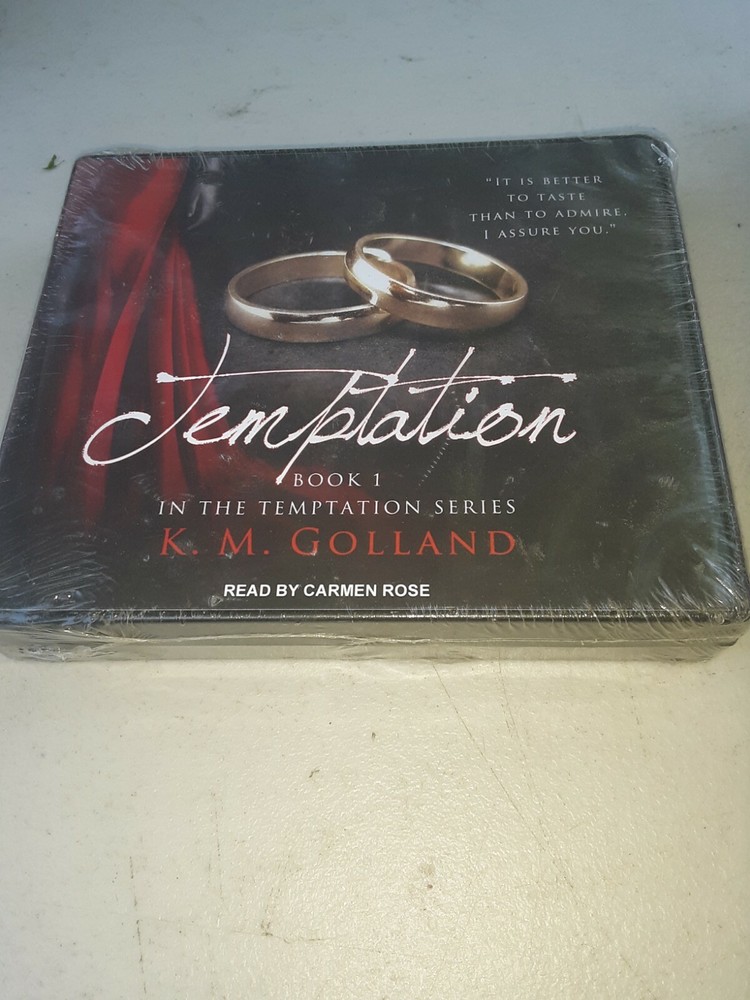 "IT IS BETTER
TO TASTE
THAN TO ADMIRE,
I ASSURE YOU."
Temptation
BOOK 1
IN THE TEMPTATION SERIES
K. M. GOLLAND
READ BY CARMEN ROSE